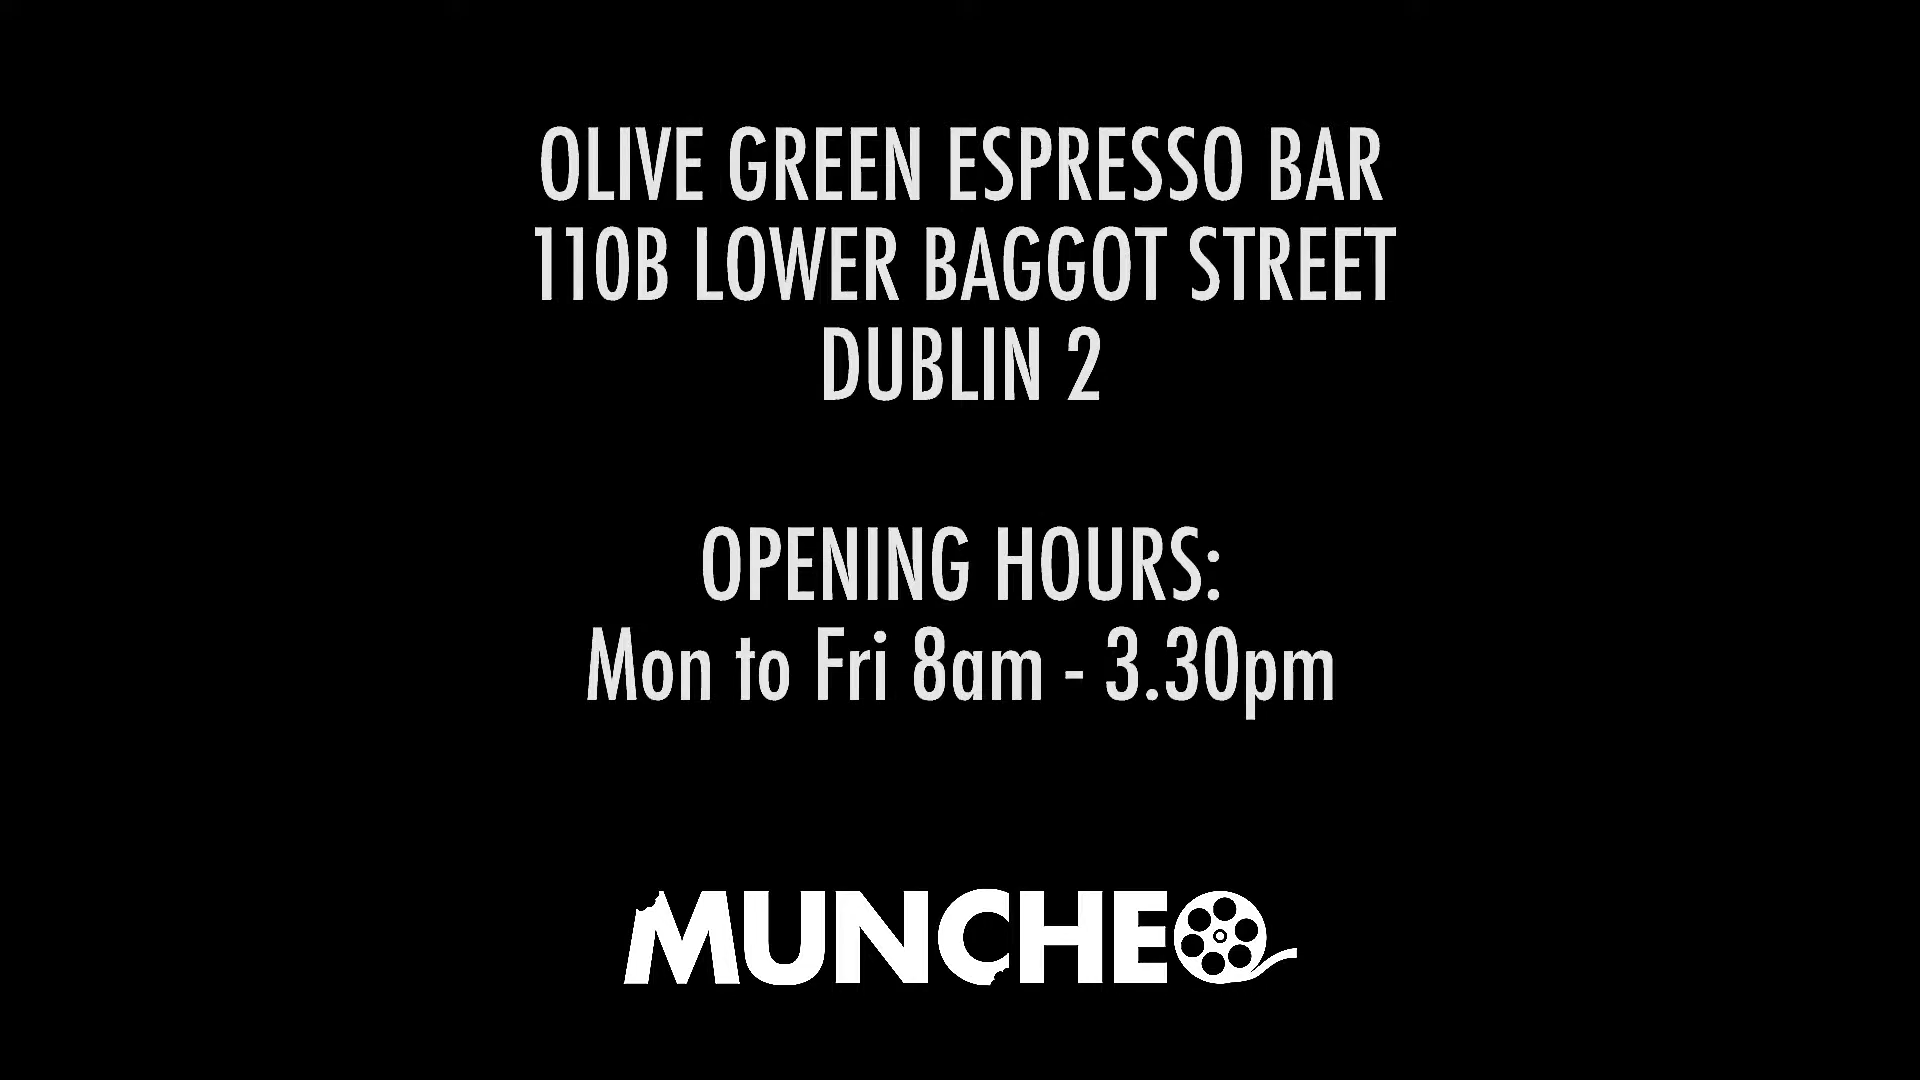 OLIVE GREEN ESPRESSO BAR
110B LOWER BAGGOT STREET
DUBLIN 2
OPENING HOURS:
Mon to Fri 8am - 3.30pm
MUNCHEO